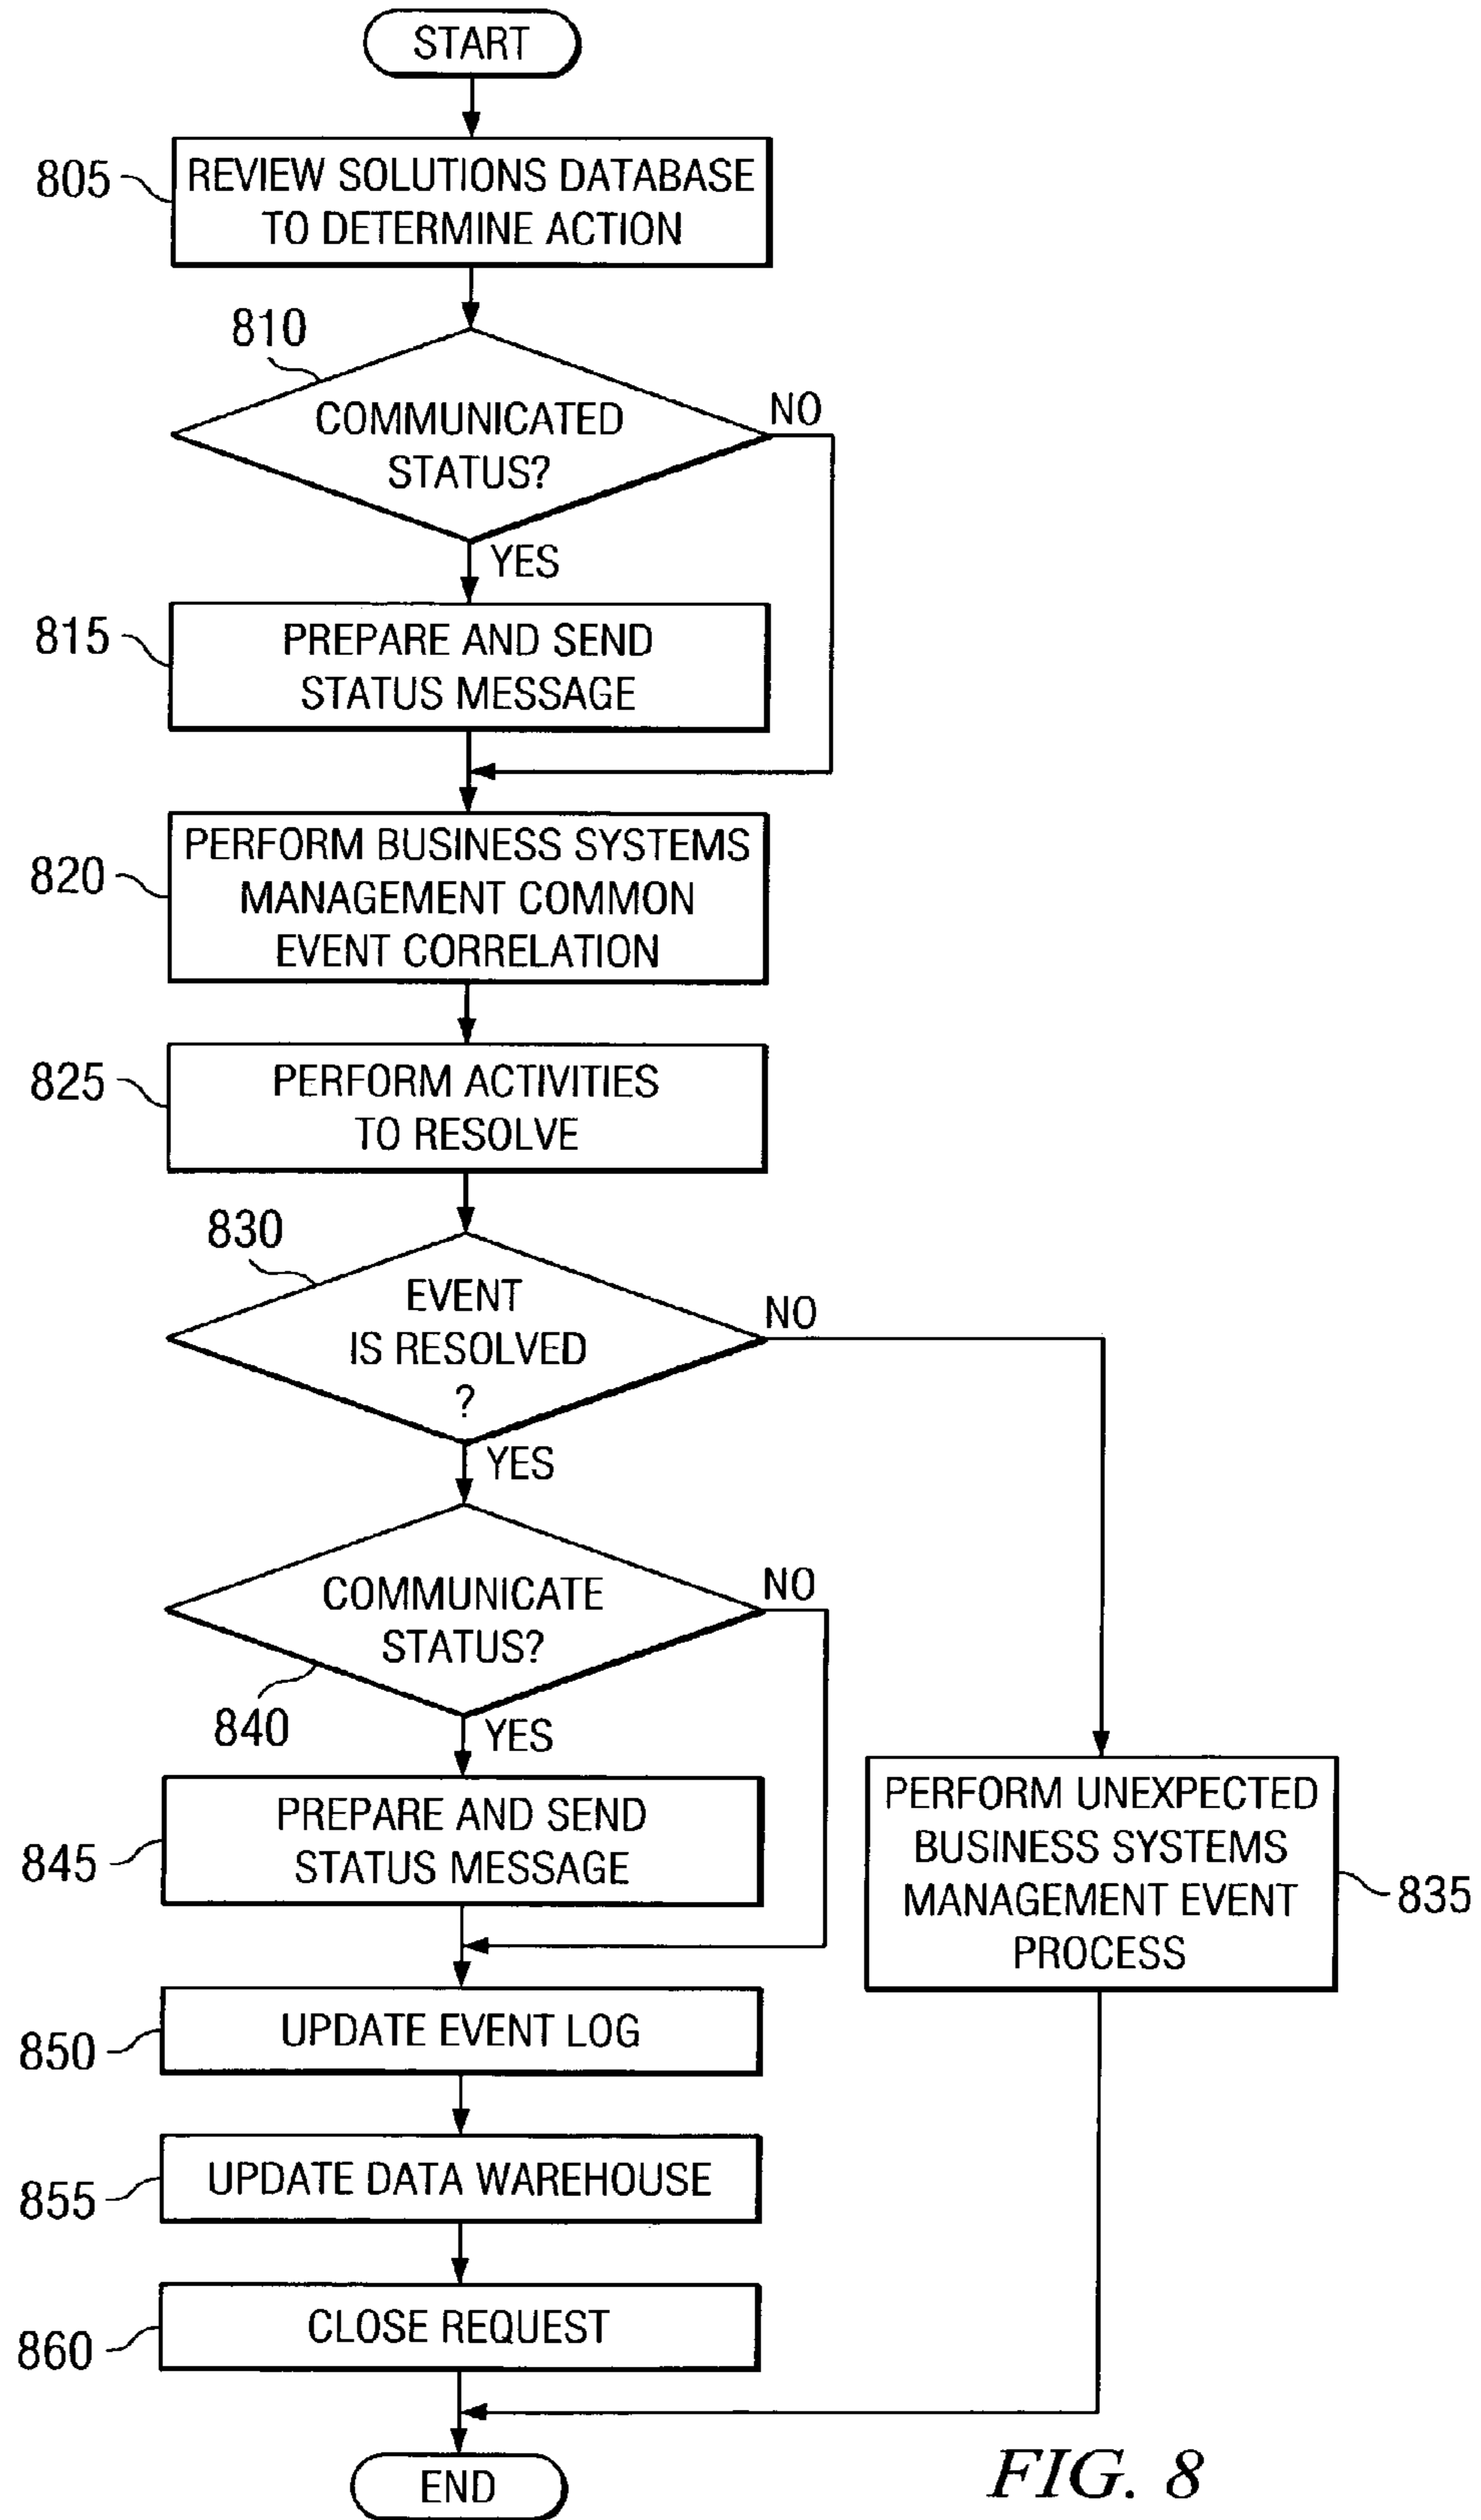 START
805
REVIEW SOLUTIONS DATABASE
TO DETERMINE ACTION
810
COMMUNICATED
STATUS?
NO
YES
815
PREPARE AND SEND
STATUS MESSAGE
820
PERFORM BUSINESS SYSTEMS
MANAGEMENT COMMON
EVENT CORRELATION
825
PERFORM ACTIVITIES
TO RESOLVE
830
EVENT
IS RESOLVED
?
NO
YES
COMMUNICATE
STATUS?
NO
840
YES
845
PREPARE AND SEND
STATUS MESSAGE
PERFORM UNEXPECTED
BUSINESS SYSTEMS
MANAGEMENT EVENT
PROCESS
835
850
UPDATE EVENT LOG
855
UPDATE DATA WAREHOUSE
860
CLOSE REQUEST
END
FIG. 8